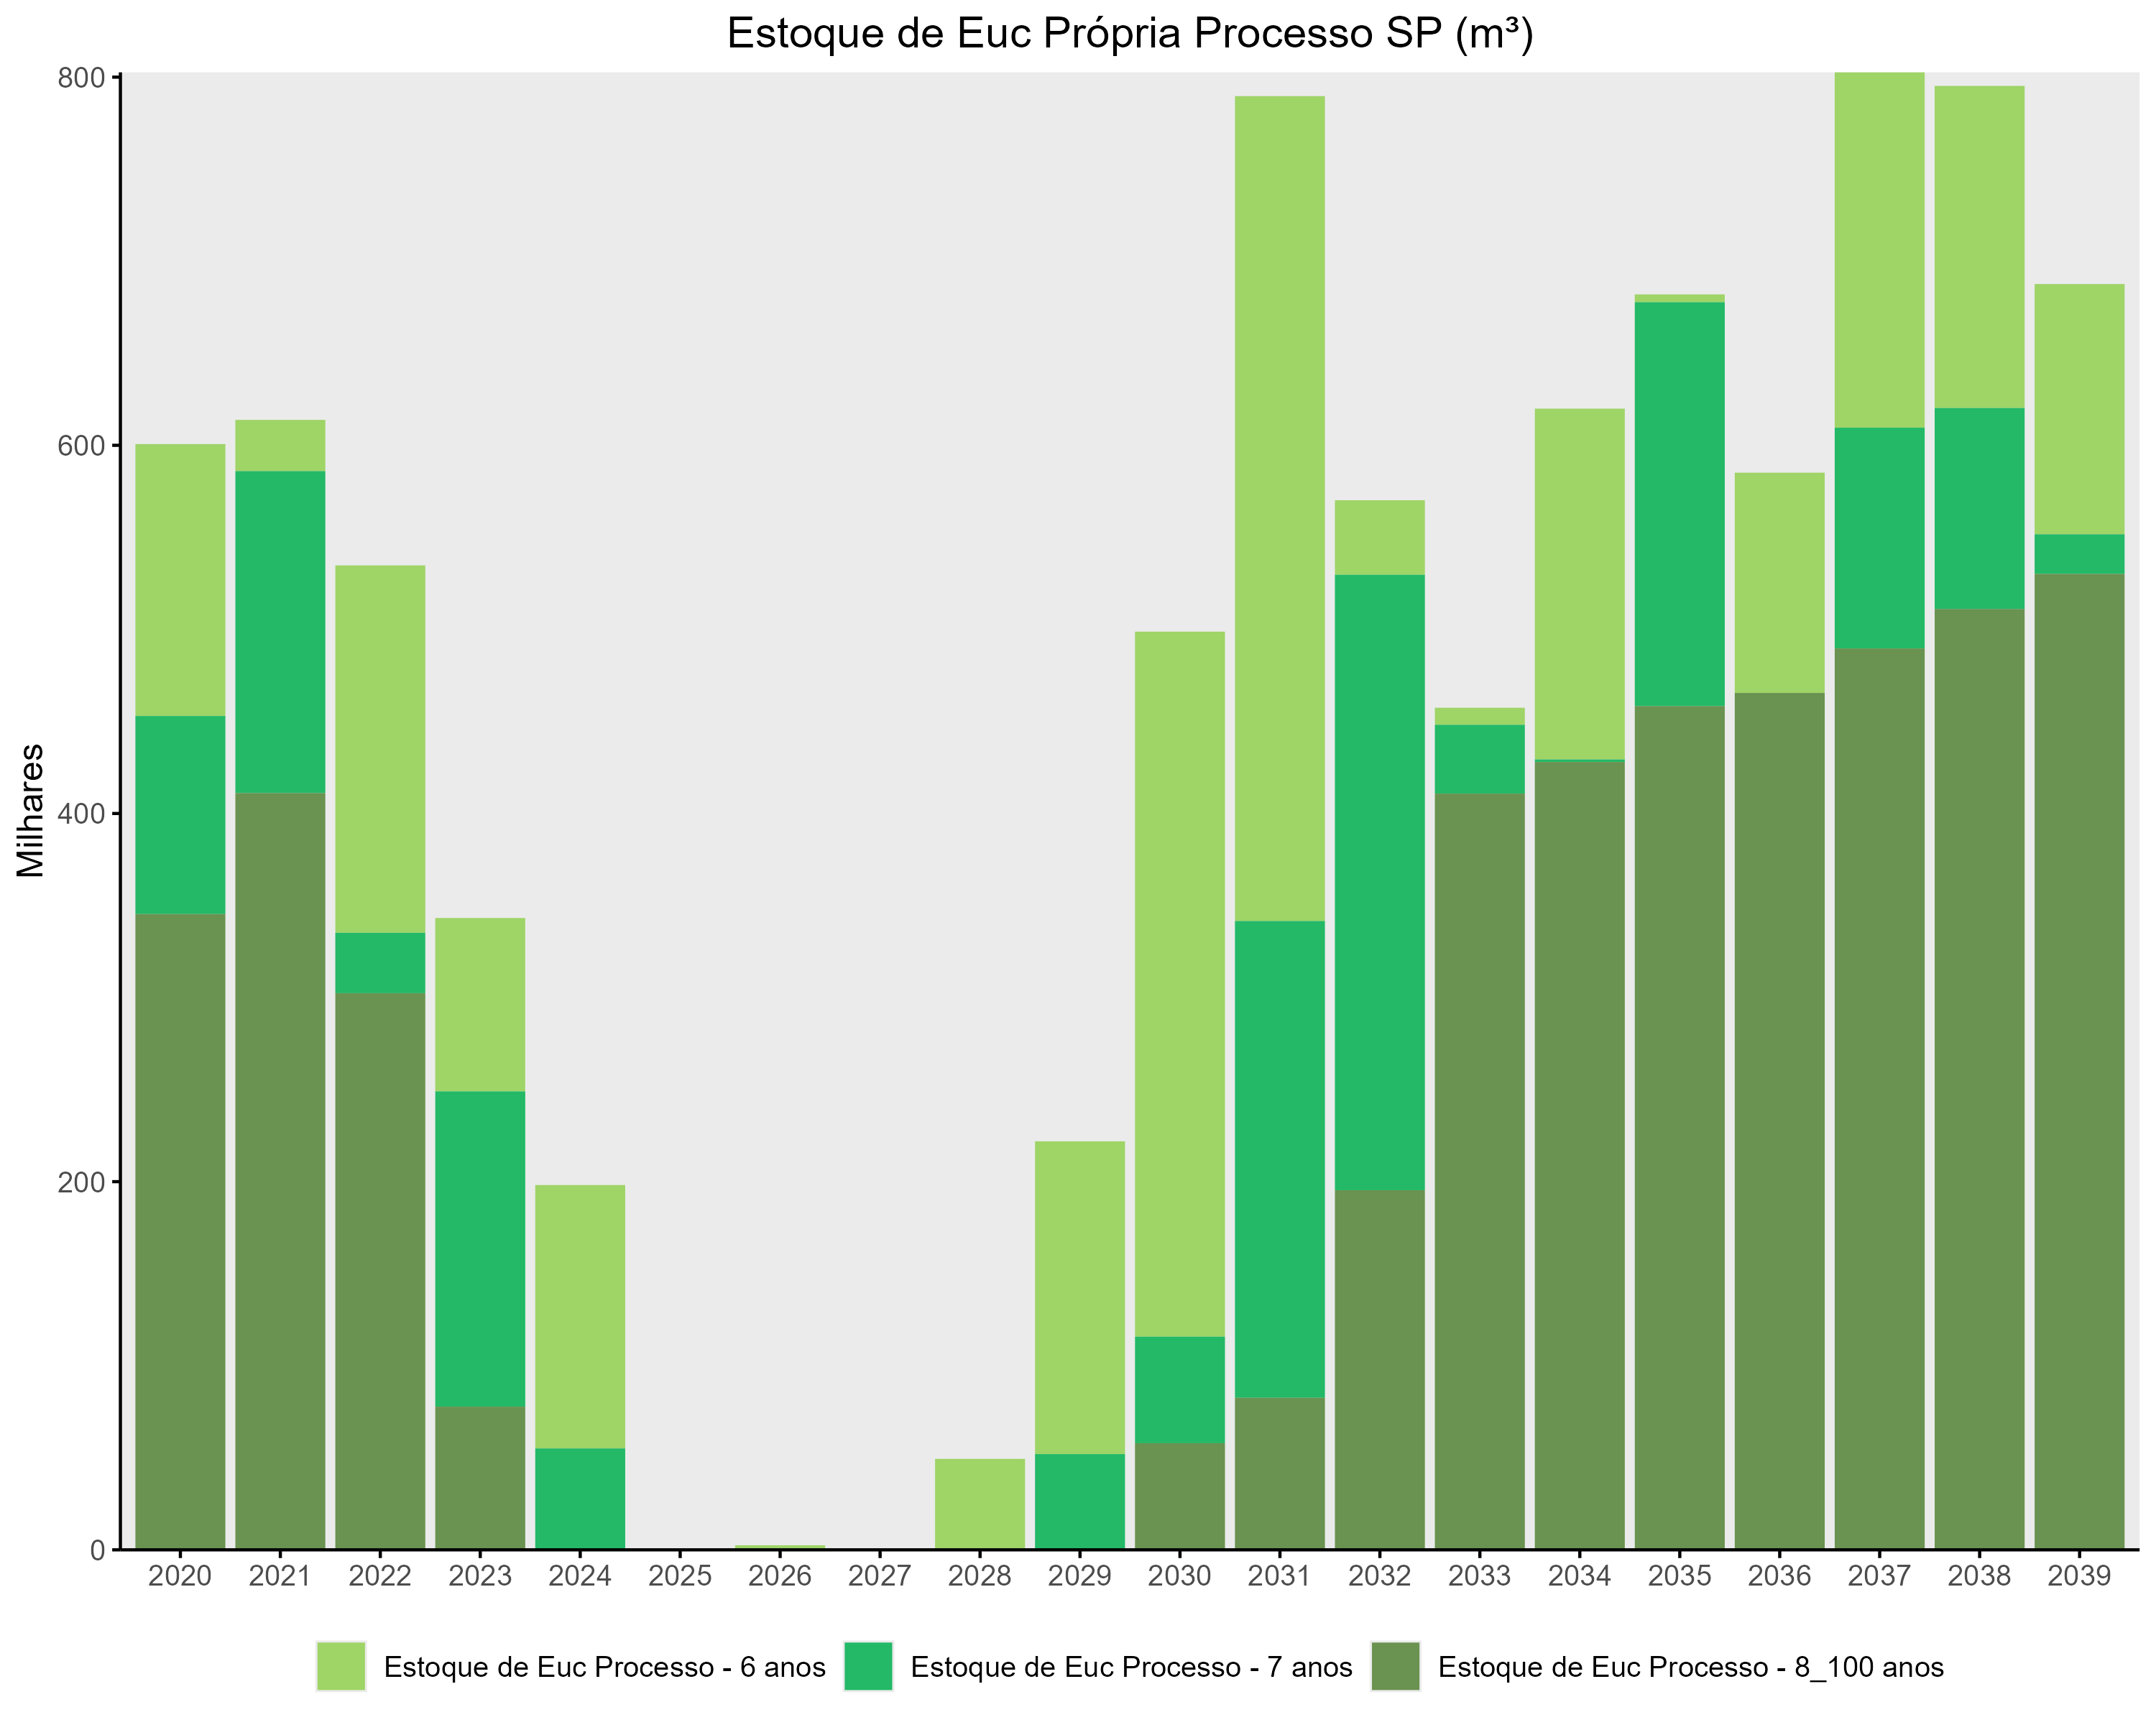 Estoque de Euc Própria Processo SP (m³)
Milhares
800
600
400
200
0
2020 2021 2022 2023 2024 2025 2026 2027 2028 2029 2030 2031 2032 2033 2034 2035 2036 2037 2038 2039
Estoque de Euc Processo - 6 anos Estoque de Euc Processo - 7 anos Estoque de Euc Processo - 8_100 anos